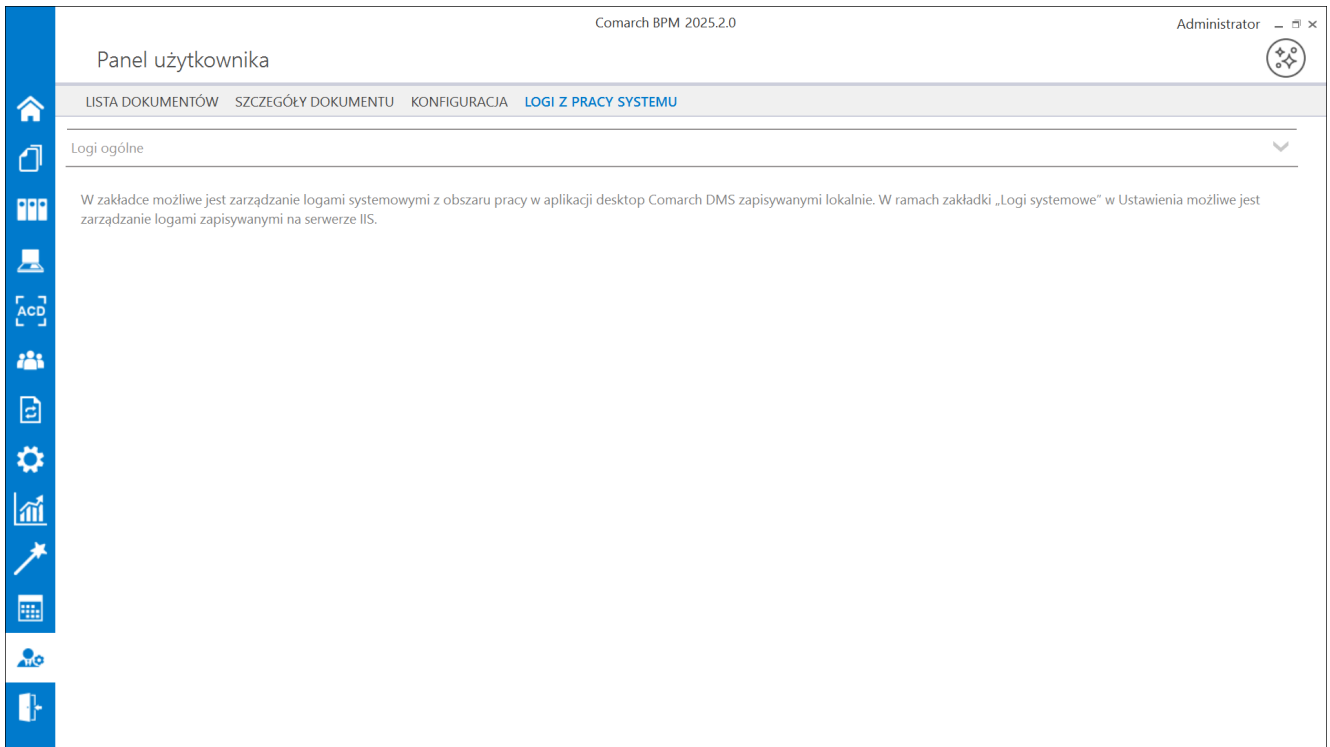 Comarch BPM 2025.2.0
Administrator
Panel użytkownika
LISTA DOKUMENTÓW SZCZEGÓŁY DOKUMENTU KONFIGURACJA LOGI Z PRACY SYSTEMU
Logi ogólne
W zakładce możliwe jest zarządzanie logami systemowymi z obszaru pracy w aplikacji desktop Comarch DMS zapisywanymi lokalnie. W ramach zakładki „Logi systemowe” w Ustawienia możliwe jest
zarządzanie logami zapisywanymi na serwerze IIS.
ACD